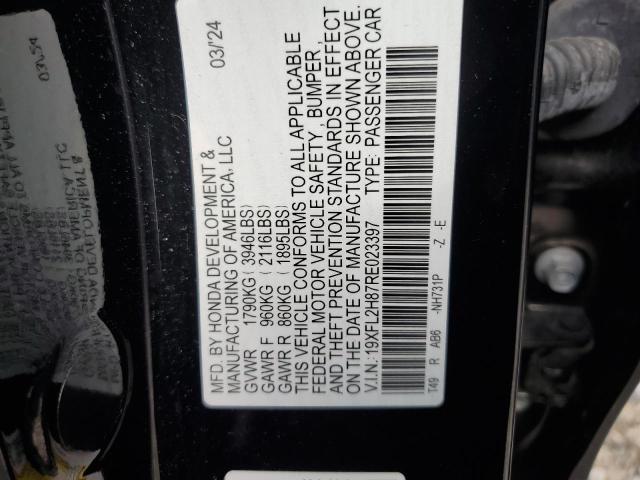 MFD. BY HONDA DEVELOPMENT & 03/'24
MANUFACTURING OF AMERICA, LLC
GVWR 1790KG ( 3946LBS)
GAWR F 960KG ( 2116LBS)
GAWR R 860KG ( 1895LBS)
THIS VEHICLE CONFORMS TO ALL APPLICABLE
FEDERAL MOTOR VEHICLE SAFETY, BUMPER,
AND THEFT PREVENTION STANDARDS IN EFFECT
ON THE DATE OF MANUFACTURE SHOWN ABOVE.
V.I.N.:19XFL2H87RE023397 TYPE: PASSENGER CAR
T49 R AB6 -NH731P -Z -E